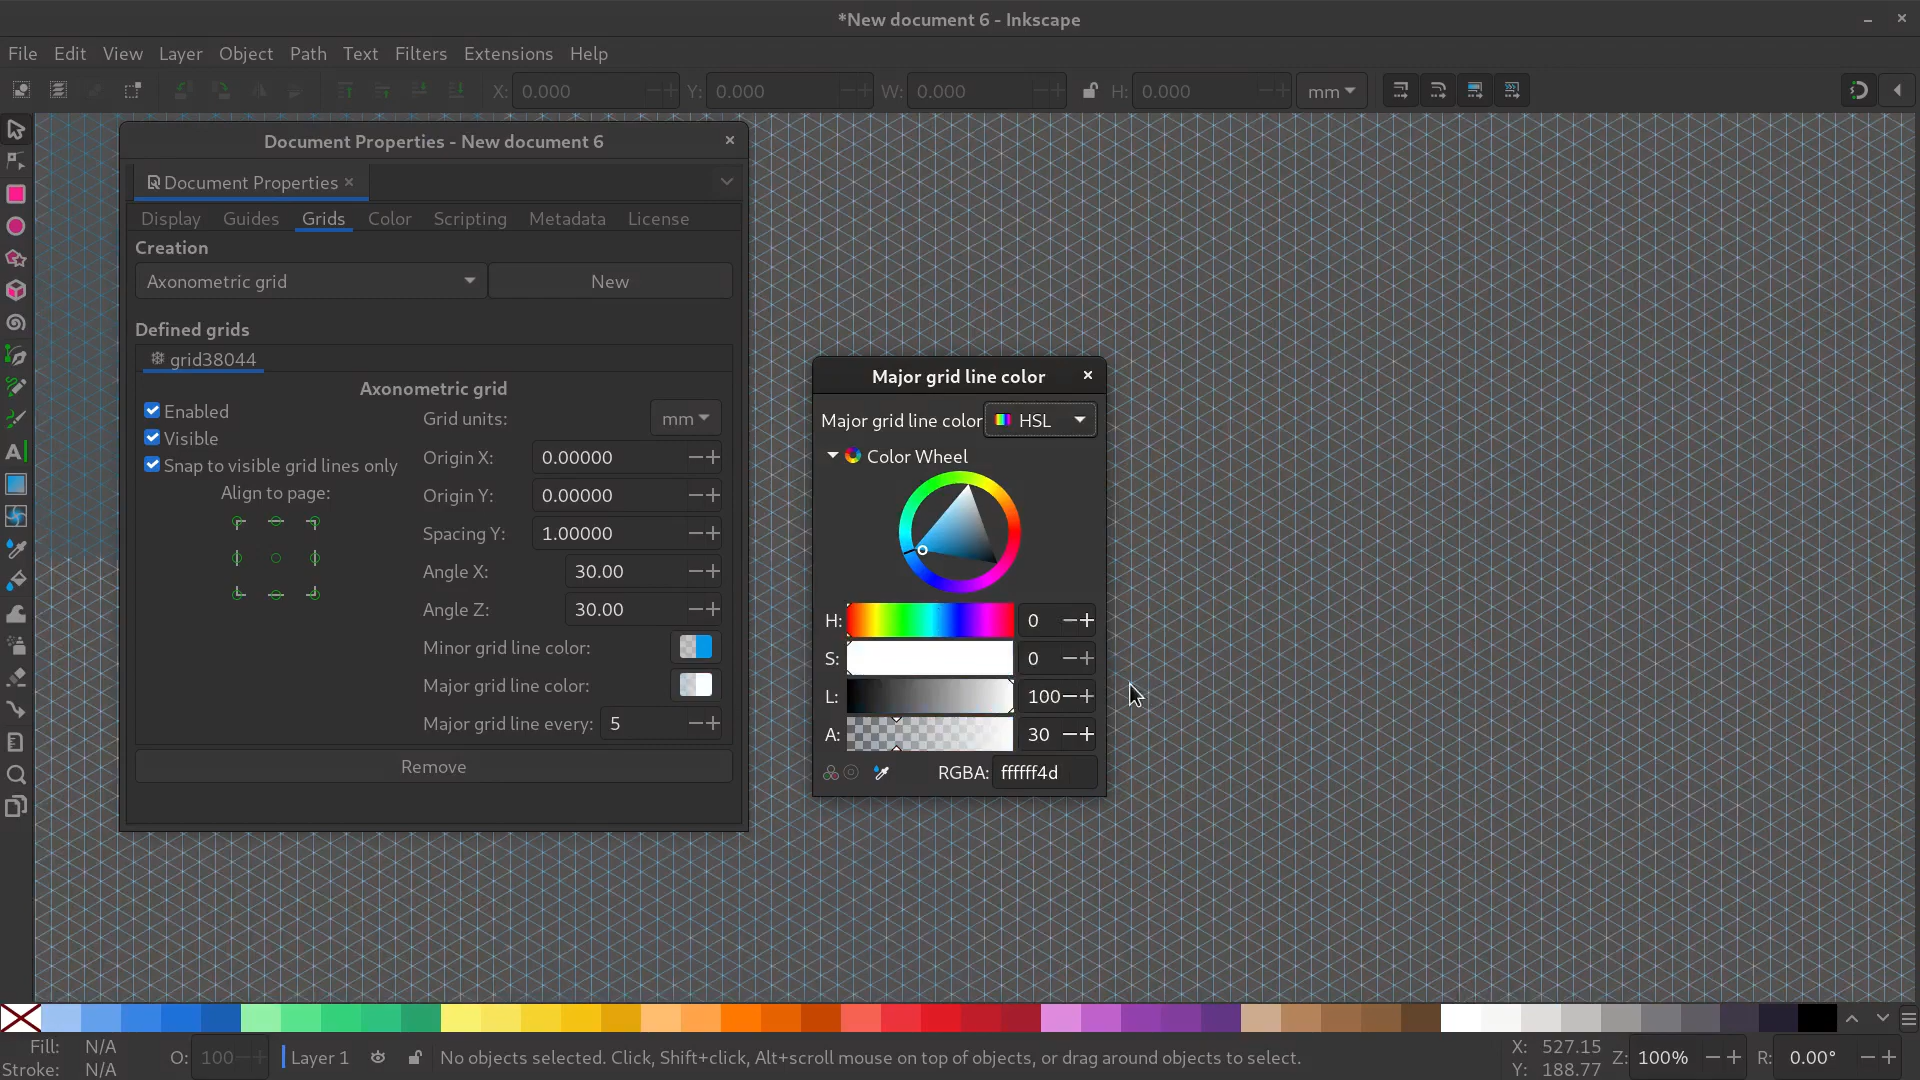 *New document 6 - Inkscape
File Edit View Layer Object Path Text Filters Extensions Help
X: 0.000 Y: 0.000 W: 0.000 H: 0.000 mm
Document Properties - New document 6
Document Properties
Display Guides Grids Color Scripting Metadata License
Creation
Axonometric grid New
Defined grids
grid38044
Axonometric grid
Enabled
Visible
Snap to visible grid lines only
Align to page:
Grid units: mm
Origin X: 0.00000
Origin Y: 0.00000
Spacing Y: 1.00000
Angle X: 30.00
Angle Z: 30.00
Minor grid line color:
Major grid line color:
Major grid line every: 5
Remove
Major grid line color
Major grid line color HSL
Color Wheel
H: 0
S: 0
L: 100
A: 30
RGBA: ffffff4d
Fill: N/A
Stroke: N/A
O: 100
Layer 1
No objects selected. Click, Shift+click, Alt+scroll mouse on top of objects, or drag around objects to select.
X: 527.15
Y: 188.77
Z: 100%
R: 0.00°